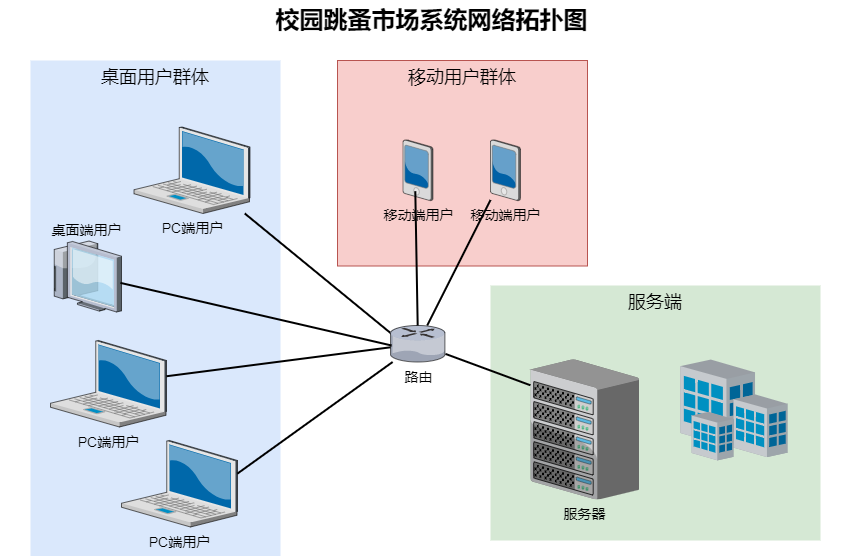 校园跳蚤市场系统网络拓扑图
桌面用户群体
移动用户群体
PC端用户
移动端用户
移动端用户
桌面端用户
服务端
路由
PC端用户
服务器
PC端用户